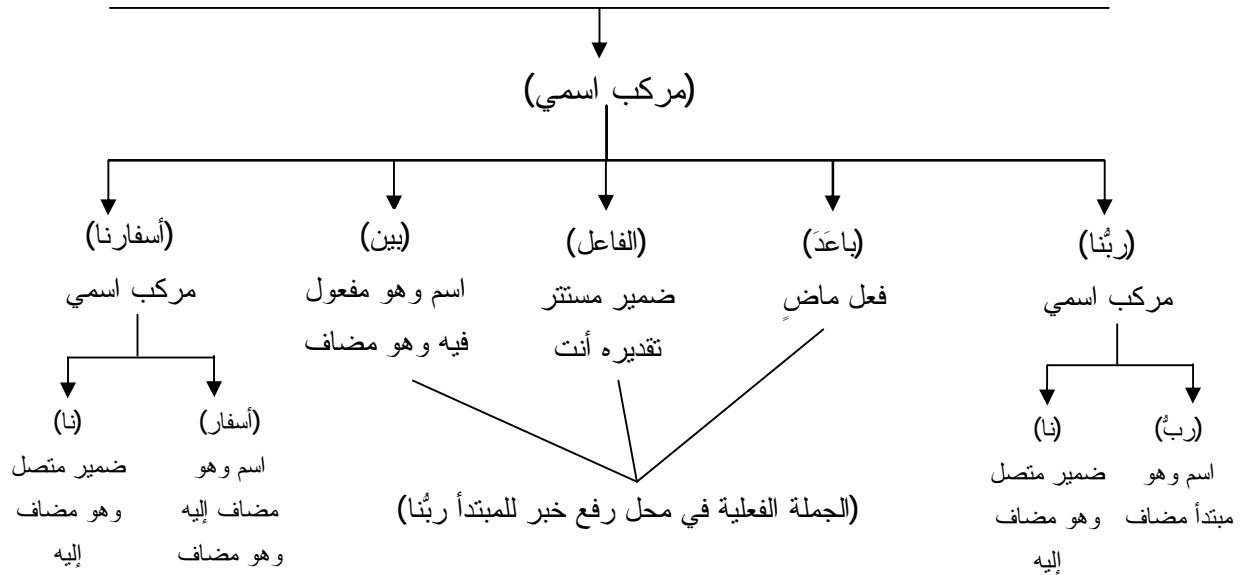 (مركب اسمي)
(ربُّنا)
مركب اسمي
(باعَدَ)
فعل ماضٍ
(الفاعل)
ضمير مستتر
تقديره أنت
(بين)
اسم وهو مفعول
فيه وهو مضاف
(أسفارنا)
مركب اسمي
(ربُّ)
اسم وهو
مبتدأ مضاف
(نا)
ضمير متصل
وهو مضاف
إليه
(الجملة الفعلية في محل رفع خبر للمبتدأ ربُّنا)
(أسفار)
اسم وهو
مضاف إليه
وهو مضاف
(نا)
ضمير متصل
وهو مضاف
إليه